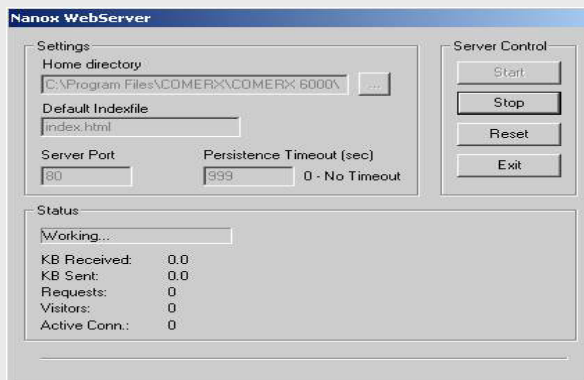 Nanox WebServer
Settings
Home directory
C:\Program Files\COMERX\COMERX 6000\
...
Default Indexfile
index.html
Server Port
Persistence Timeout (sec)
80
999
0 - No Timeout
Server Control
Start
Stop
Reset
Exit
Status
Working...
KB Received: 0.0
KB Sent: 0.0
Requests: 0
Visitors: 0
Active Conn.: 0